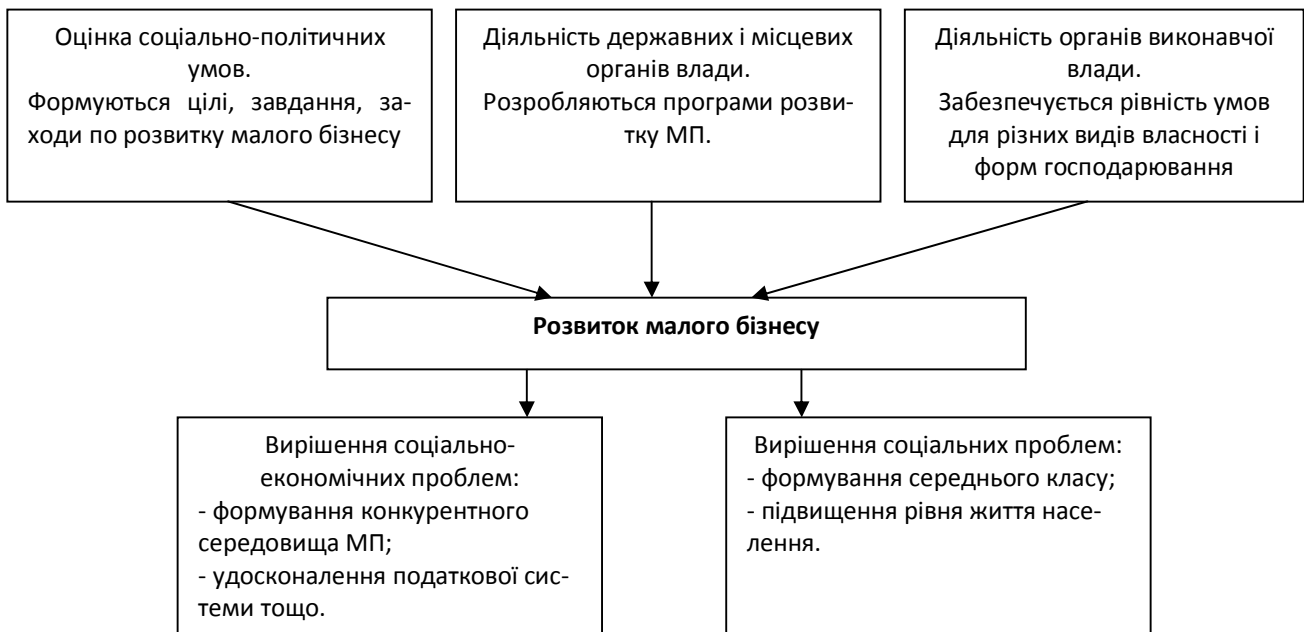 Оцінка соціально-політичних
умов.
Формуються цілі, завдання, за-
ходи по розвитку малого бізнесу
Діяльність державних і місцевих
органів влади.
Розробляються програми розви-
тку МП.
Діяльність органів виконавчої
влади.
Забезпечується рівність умов
для різних видів власності і
форм господарювання
Розвиток малого бізнесу
Вирішення соціально-
економічних проблем:
- формування конкурентного
середовища МП;
- удосконалення податкової сис-
теми тощо.
Вирішення соціальних проблем:
- формування середнього класу;
- підвищення рівня життя насе-
лення.